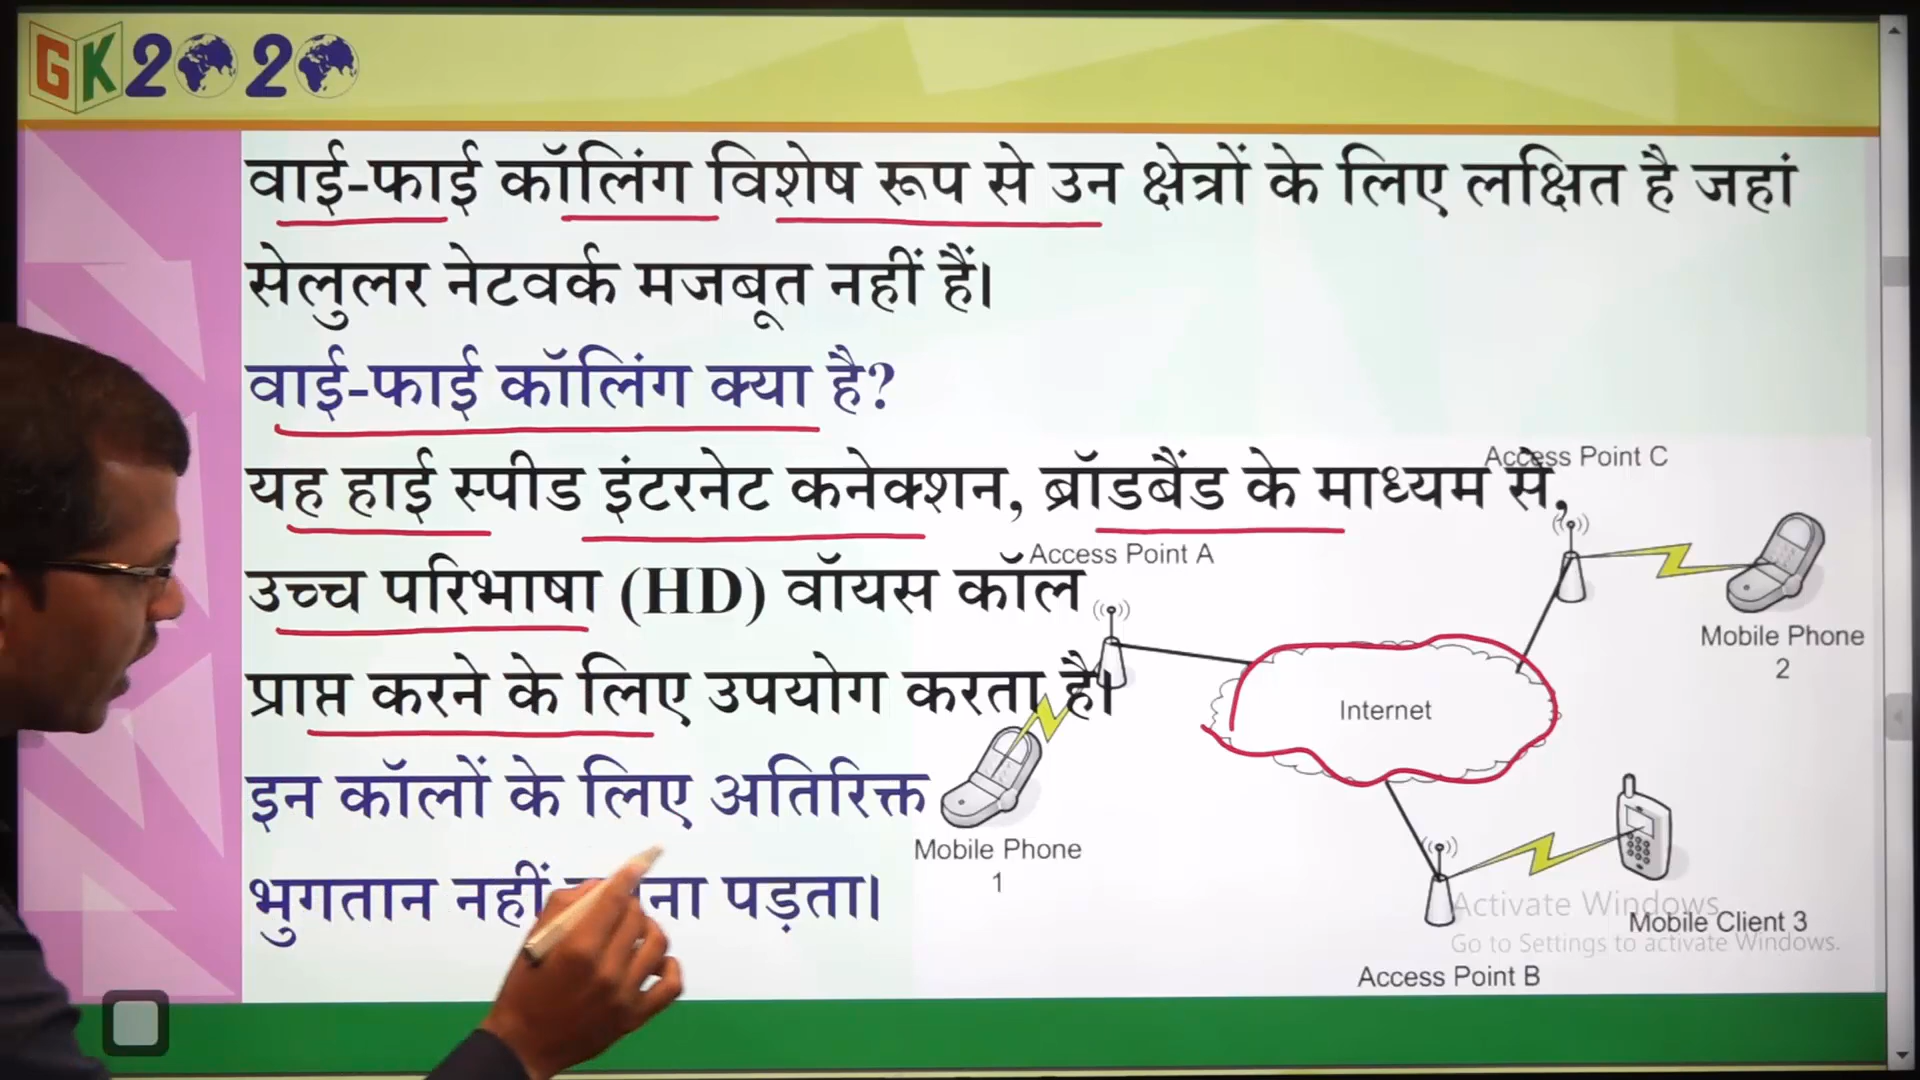 GK2020
वाई-फाई कॉलिंग विशेष रूप से उन क्षेत्रों के लिए लक्षित है जहां
सेलुलर नेटवर्क मजबूत नहीं हैं।
वाई-फाई कॉलिंग क्या है?
यह हाई स्पीड इंटरनेट कनेक्शन, ब्रॉडबैंड के माध्यम से,
उच्च परिभाषा (HD) वॉयस कॉल
प्राप्त करने के लिए उपयोग करता है।
इन कॉलों के लिए अतिरिक्त
भुगतान नहीं पड़ता।
Access Point C
Access Point A
Mobile Phone
2
Internet
Mobile Phone
1
Activate Windows
Mobile Client 3
Go to Settings to activate Windows.
Access Point B